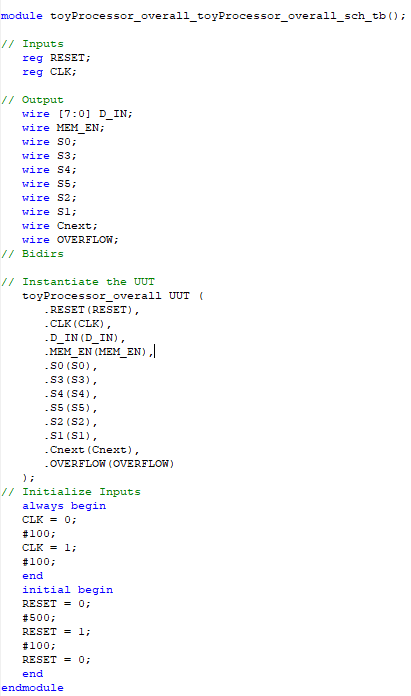 module toyProcessor_overall_toyProcessor_overall_sch_tb();
// Inputs
reg RESET;
reg CLK;
// Output
wire [7:0] D_IN;
wire MEM_EN;
wire S0;
wire S3;
wire S4;
wire S5;
wire S2;
wire S1;
wire Cnext;
wire OVERFLOW;
// Bidirs
// Instantiate the UUT
toyProcessor_overall UUT (
.RESET(RESET),
.CLK(CLK),
.D_IN(D_IN),
.MEM_EN(MEM_EN),
.S0(S0),
.S3(S3),
.S4(S4),
.S5(S5),
.S2(S2),
.S1(S1),
.Cnext(Cnext),
.OVERFLOW(OVERFLOW)
);
// Initialize Inputs
always begin
CLK = 0;
#100;
CLK = 1;
#100;
end
initial begin
RESET = 0;
#500;
RESET = 1;
#100;
RESET = 0;
end
endmodule